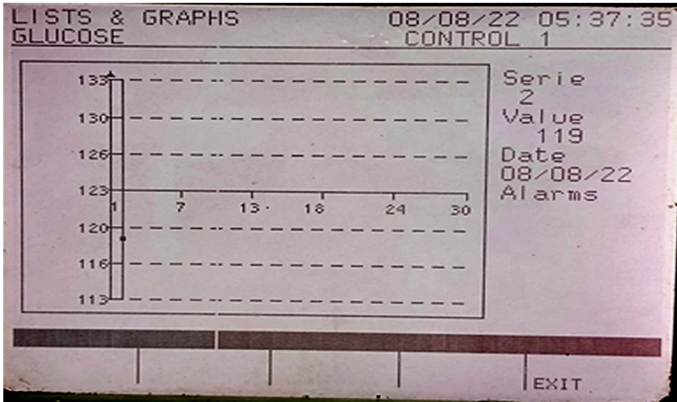 LISTS & GRAPHS 08/08/22 05:37:35
GLUCOSE CONTROL 1
133
130
126
123
1 7 13 18 24 30
120
116
113
Serie
2
Value
119
Date
08/08/22
Alarms
EXIT